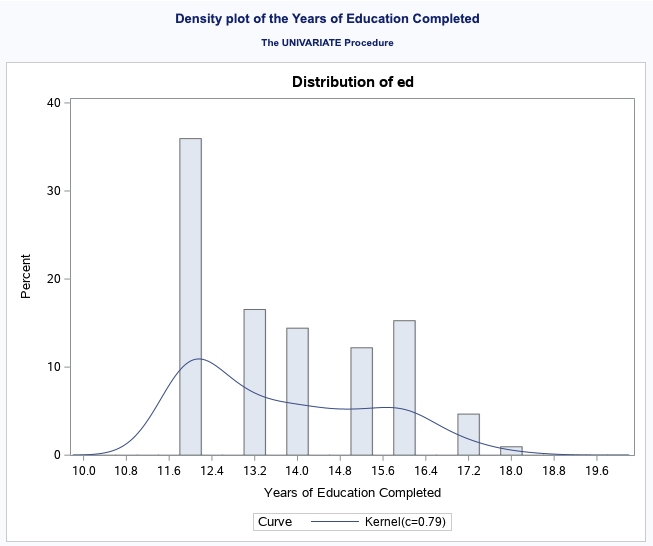 Density plot of the Years of Education Completed
The UNIVARIATE Procedure
Distribution of ed
40
30
20
10
0
Percent
10.0 10.8 11.6 12.4 13.2 14.0 14.8 15.6 16.4 17.2 18.0 18.8 19.6
Years of Education Completed
Curve Kernel(c=0.79)